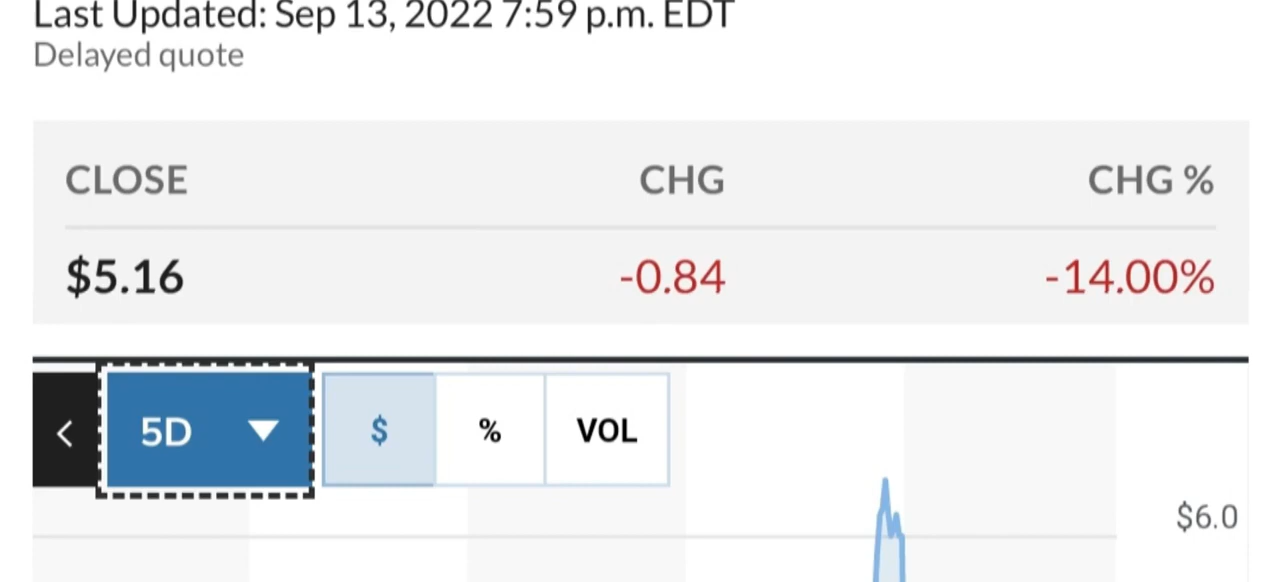 Last Updated: Sep 13, 2022 7:59 p.m. EDT
Delayed quote
CLOSE CHG CHG %
$5.16 -0.84 -14.00%
5D $ % VOL
$6.0